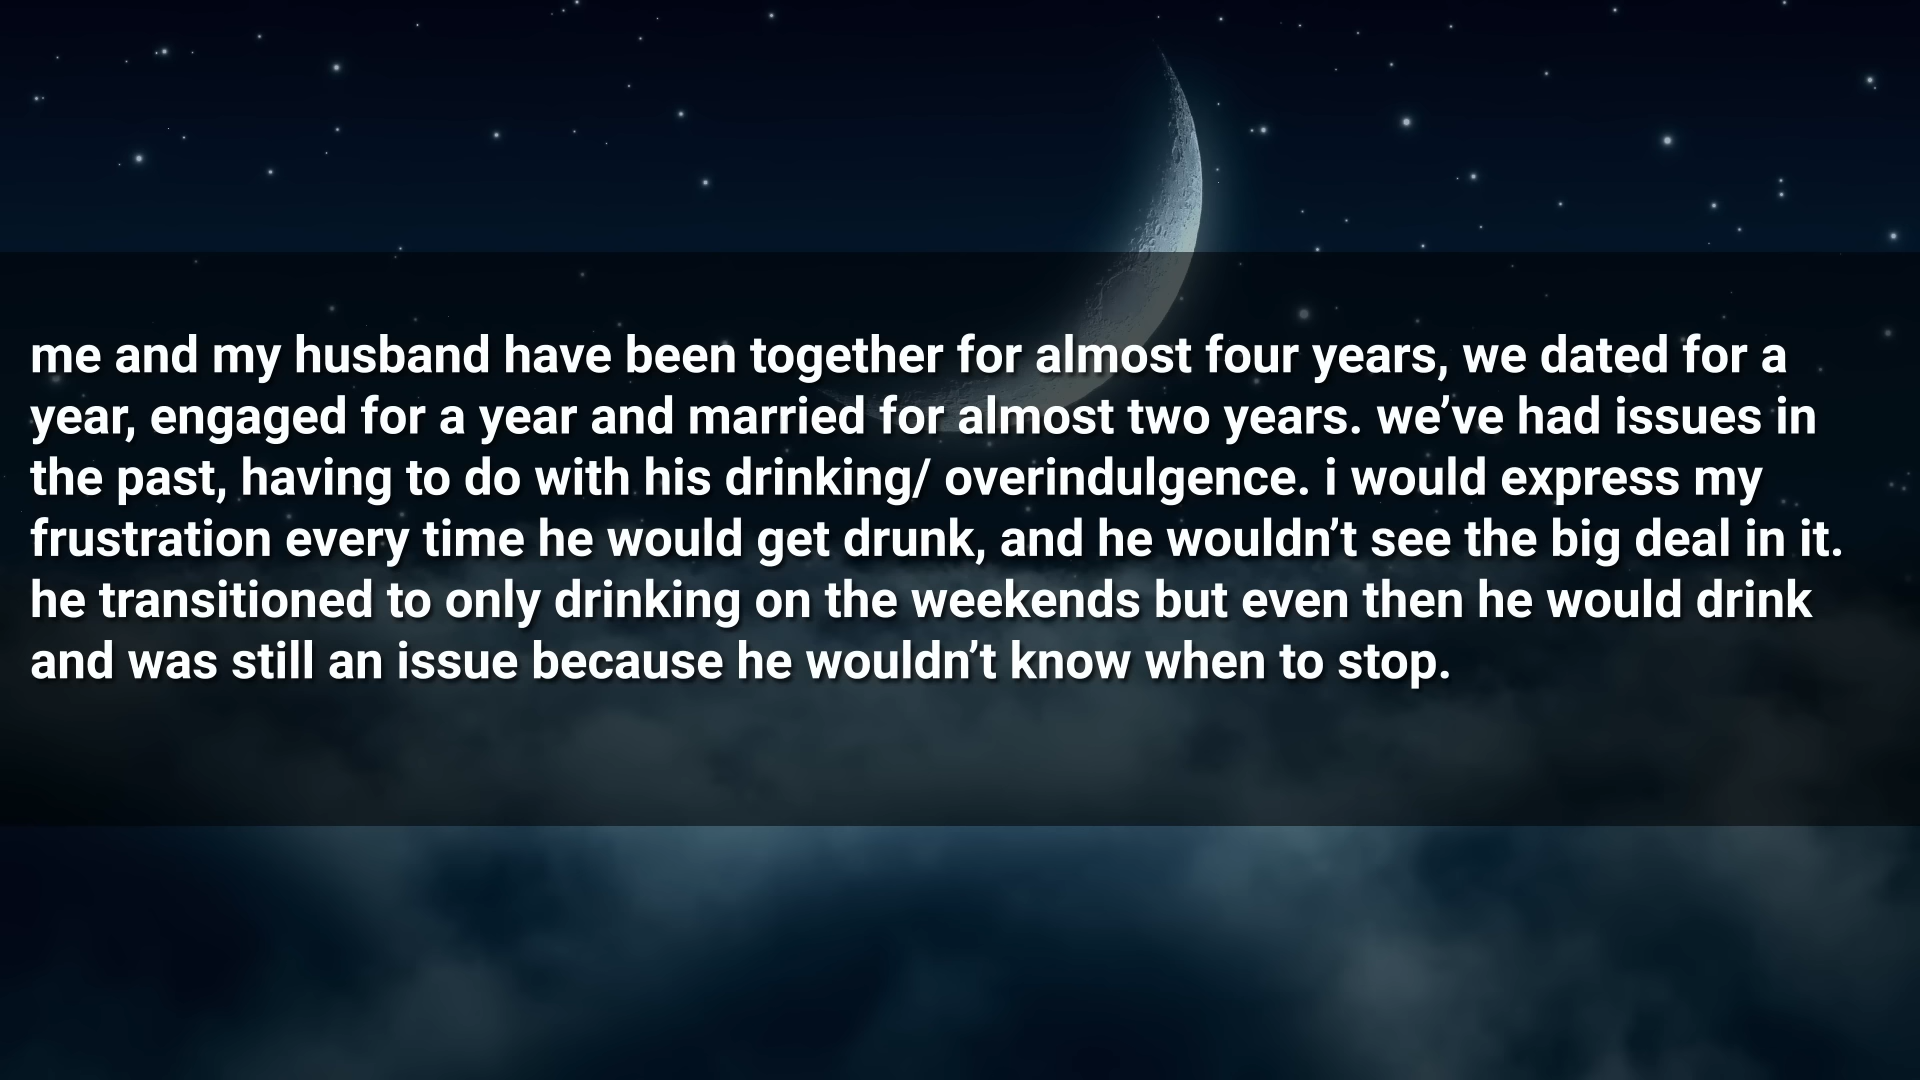 me and my husband have been together for almost four years, we dated for a
year, engaged for a year and married for almost two years. we’ve had issues in
the past, having to do with his drinking/ overindulgence. i would express my
frustration every time he would get drunk, and he wouldn’t see the big deal in it.
he transitioned to only drinking on the weekends but even then he would drink
and was still an issue because he wouldn’t know when to stop.